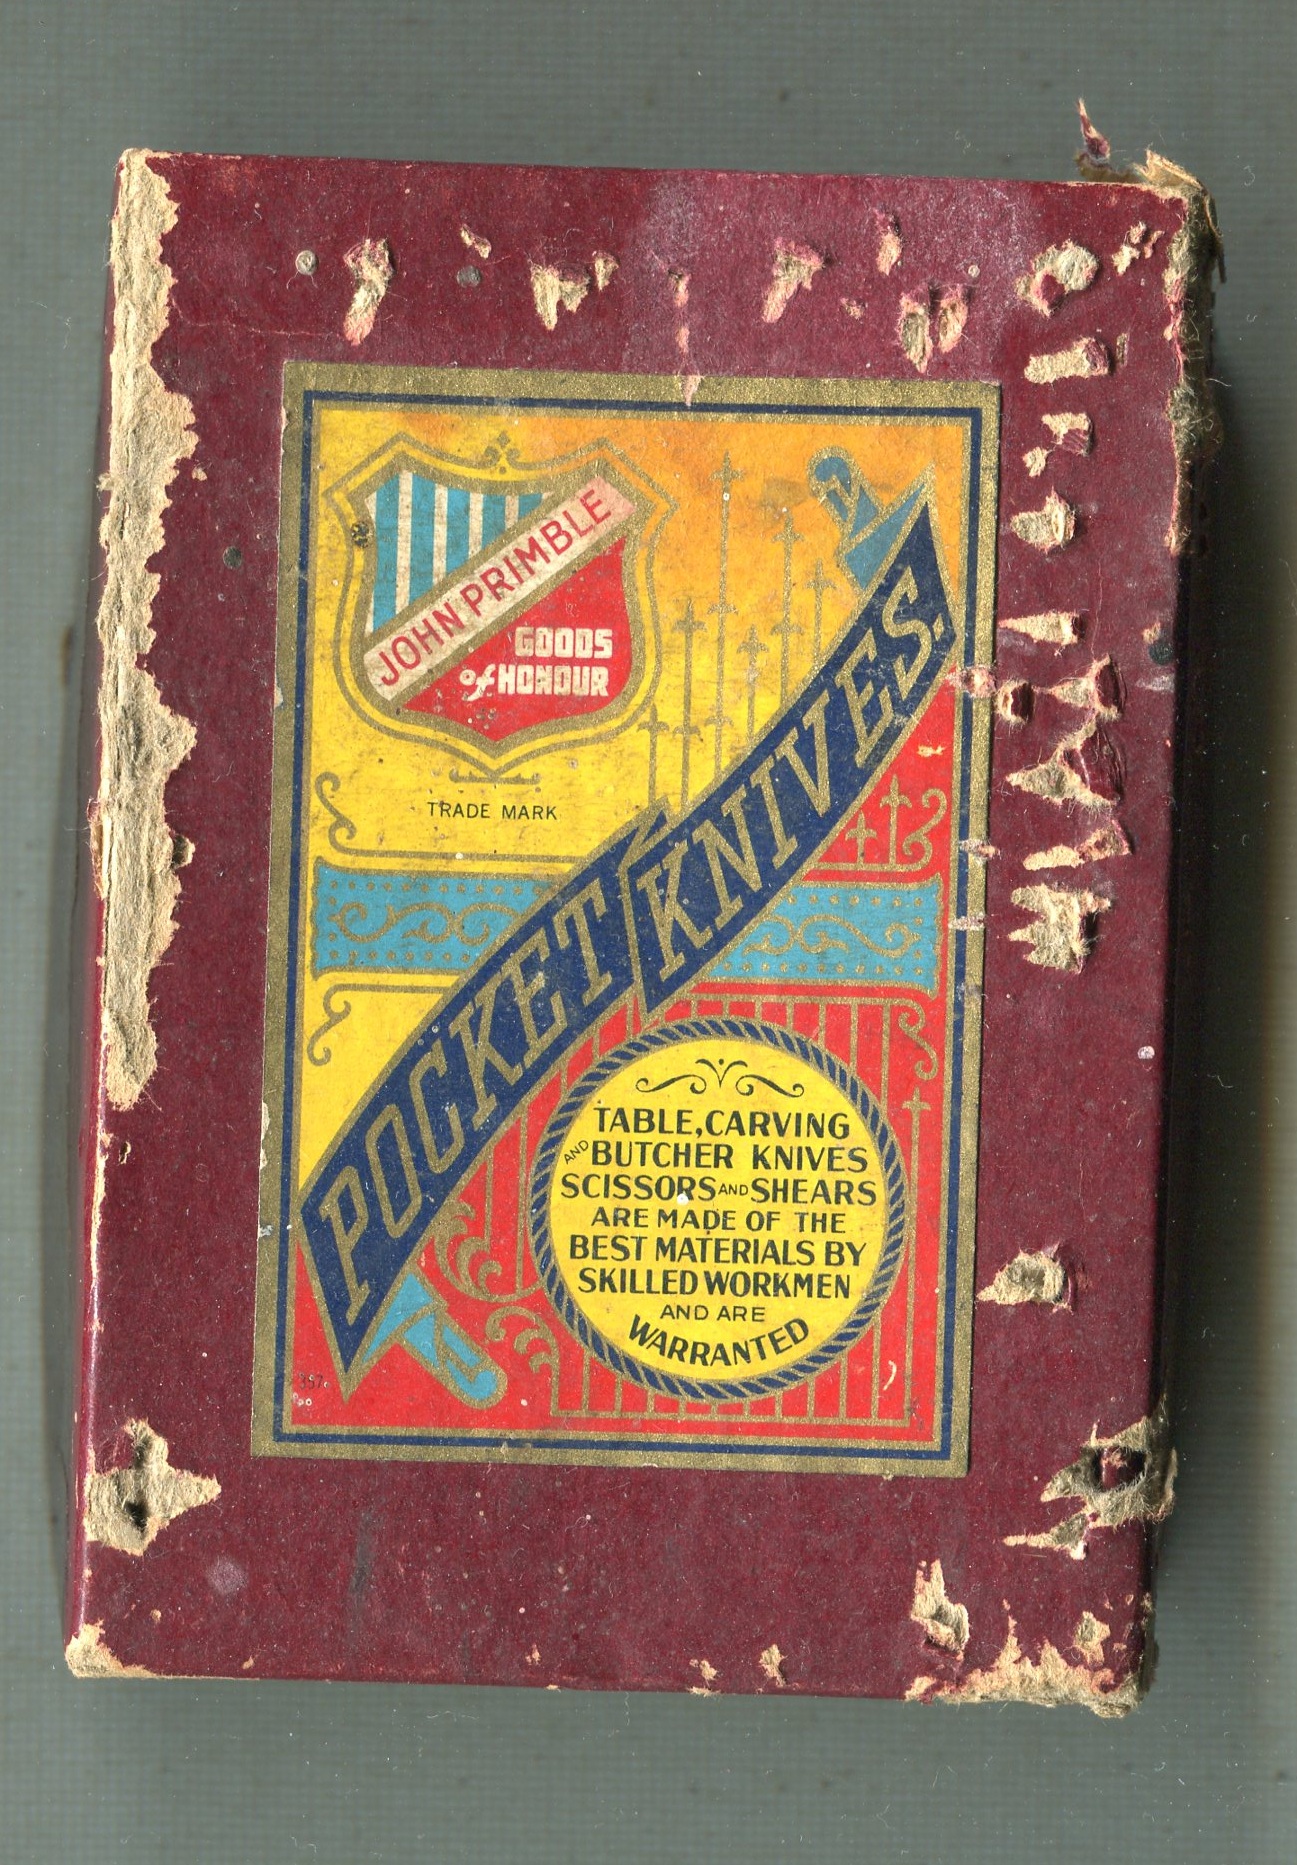 JOHN PRIMBLE
GOODS
of HONOUR
TRADE MARK
POCKET KNIVES.
TABLE, CARVING
AND BUTCHER KNIVES
SCISSORS AND SHEARS
ARE MADE OF THE
BEST MATERIALS BY
SKILLED WORKMEN
AND ARE
WARRANTED